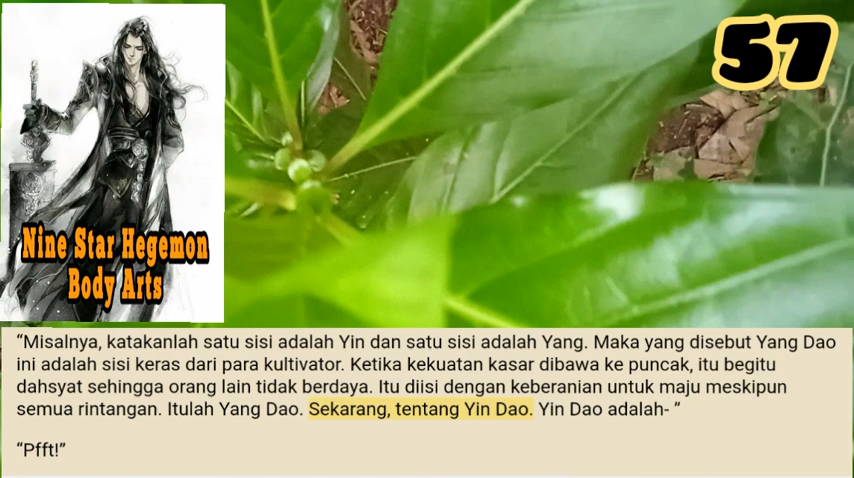 57
Nine Star Hegemon
Body Arts
“Misalnya, katakanlah satu sisi adalah Yin dan satu sisi adalah Yang. Maka yang disebut Yang Dao
ini adalah sisi keras dari para kultivator. Ketika kekuatan kasar dibawa ke puncak, itu begitu
dahsyat sehingga orang lain tidak berdaya. Itu diisi dengan keberanian untuk maju meskipun
semua rintangan. Itulah Yang Dao. Sekarang, tentang Yin Dao. Yin Dao adalah- ”
“Pfft!”